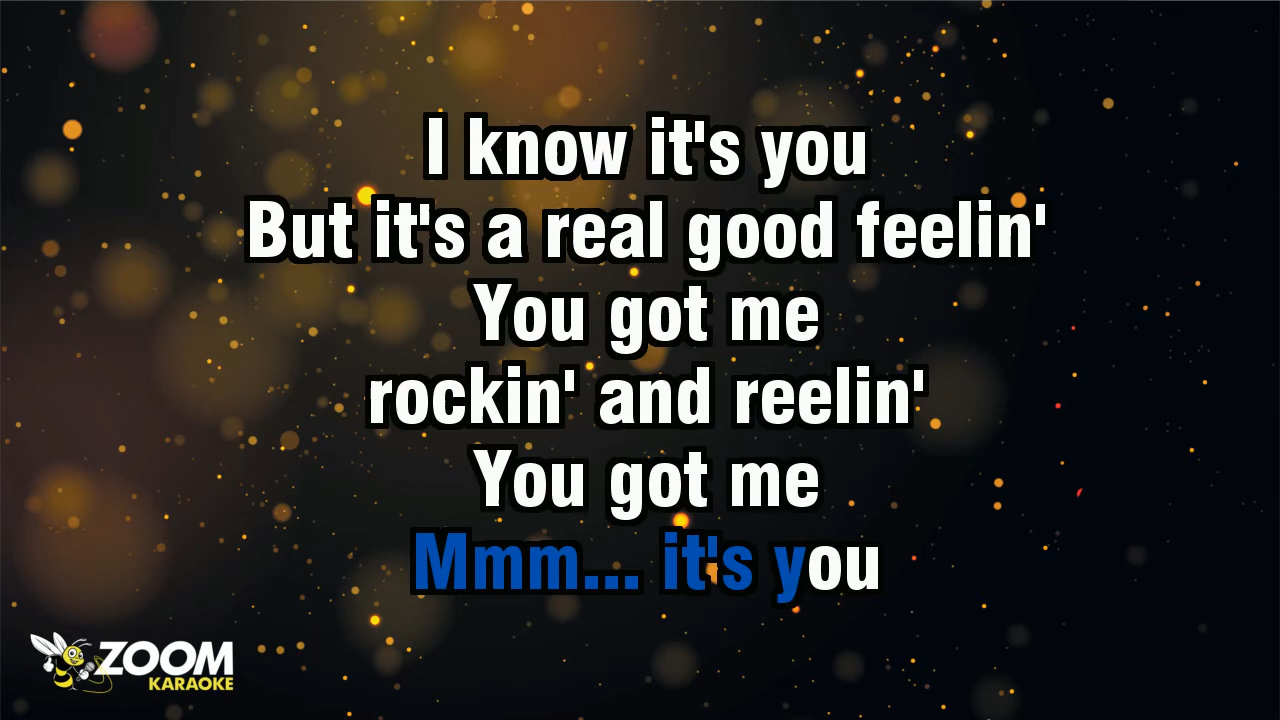 I know it's you
But it's a real good feelin'
You got me
rockin' and reelin'
You got me
Mmm... it's you
ZOOM
KARAOKE